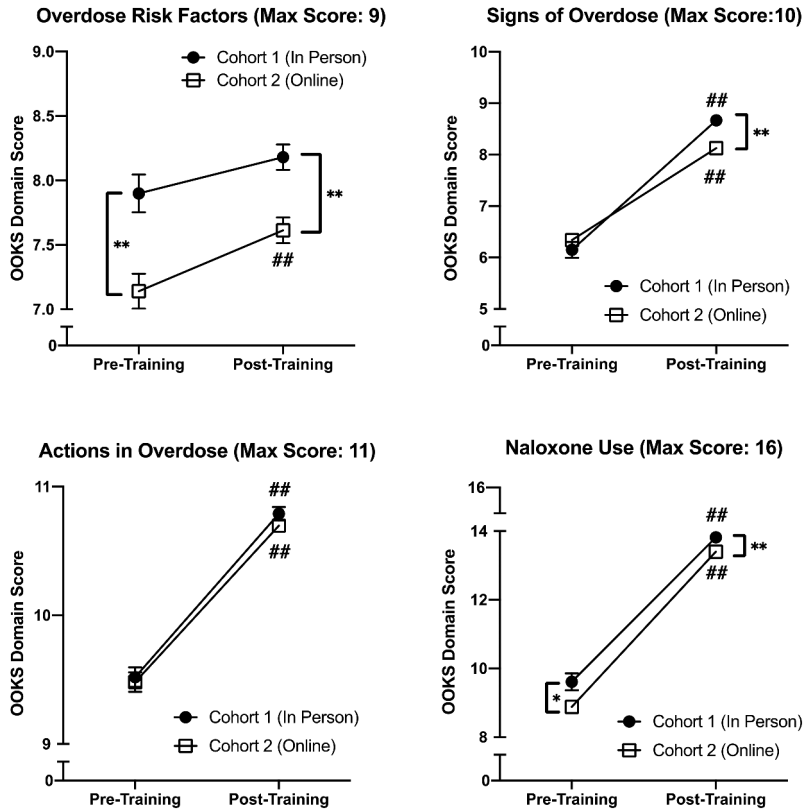 Overdose Risk Factors (Max Score: 9)
OOKS Domain Score
9.0
8.5
8.0
7.5
7.0
0
Cohort 1 (In Person)
Cohort 2 (Online)
**
**
##
Pre-Training
Post-Training
Signs of Overdose (Max Score:10)
OOKS Domain Score
10
9
8
7
6
5
0
##
**
##
Cohort 1 (In Person)
Cohort 2 (Online)
Pre-Training
Post-Training
Actions in Overdose (Max Score: 11)
OOKS Domain Score
11
10
9
0
##
##
Cohort 1 (In Person)
Cohort 2 (Online)
Pre-Training
Post-Training
Naloxone Use (Max Score: 16)
OOKS Domain Score
16
14
12
10
8
0
##
**
##
*
Cohort 1 (In Person)
Cohort 2 (Online)
Pre-Training
Post-Training